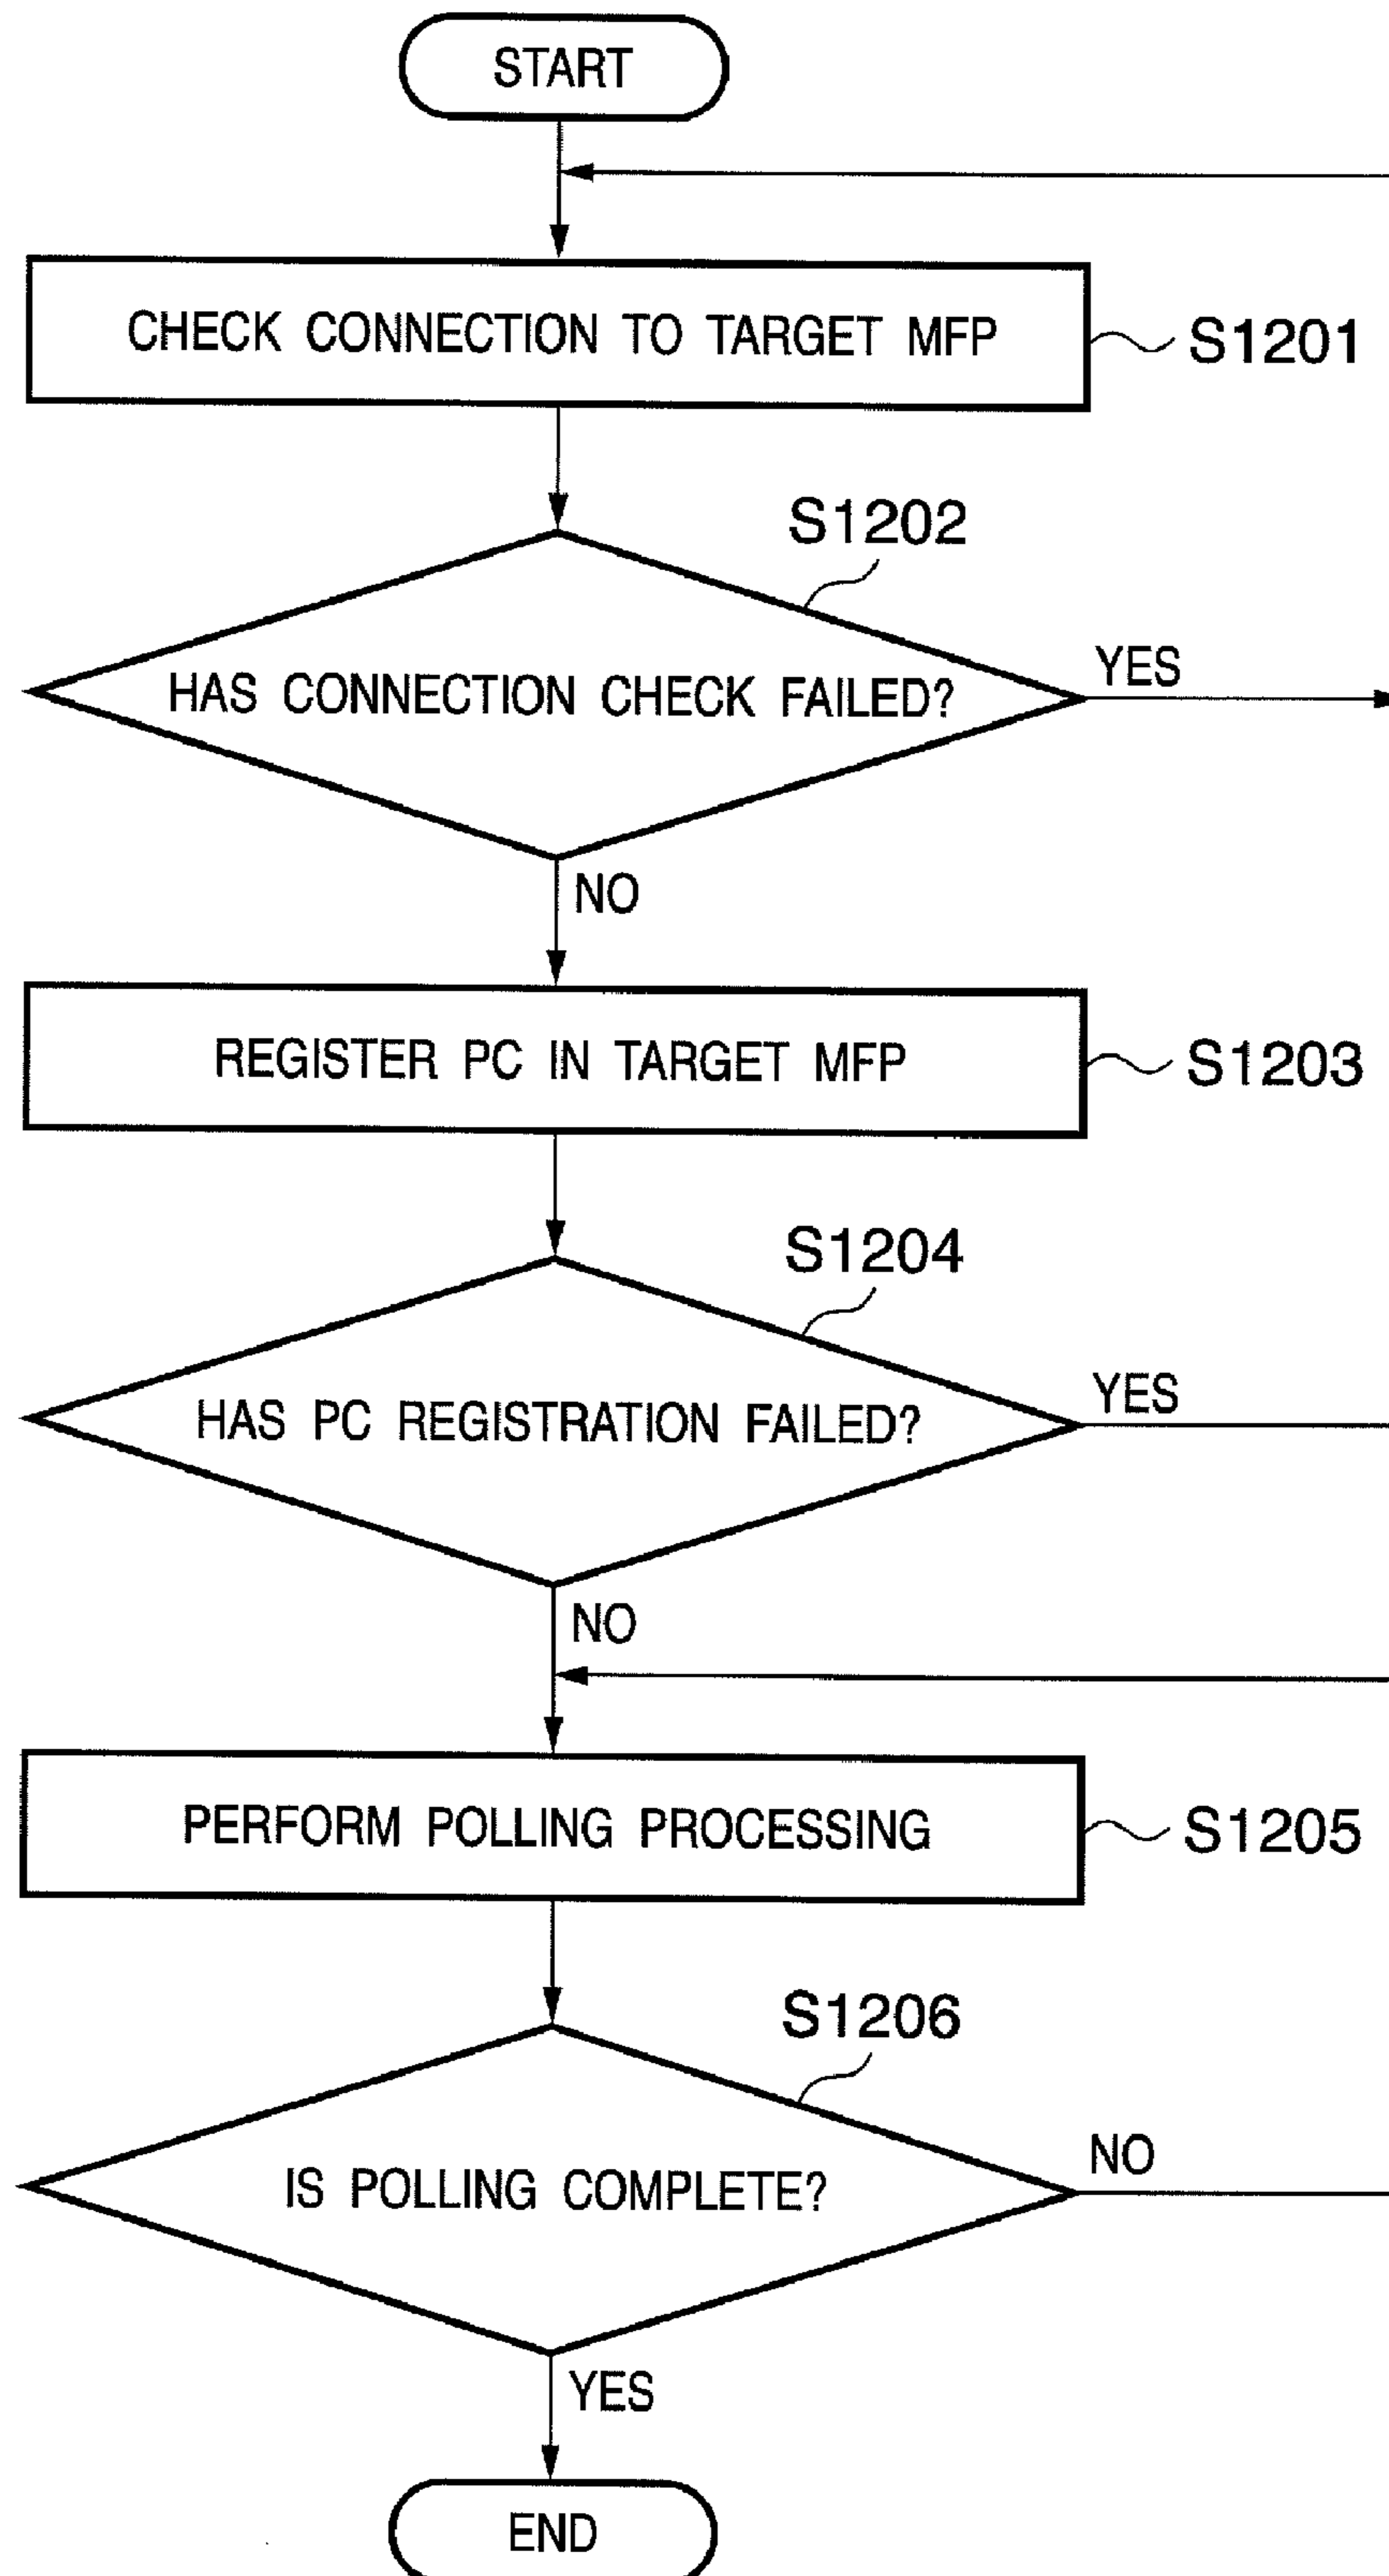 START
CHECK CONNECTION TO TARGET MFP
S1201
S1202
HAS CONNECTION CHECK FAILED?
YES
NO
REGISTER PC IN TARGET MFP
S1203
S1204
HAS PC REGISTRATION FAILED?
YES
NO
PERFORM POLLING PROCESSING
S1205
S1206
IS POLLING COMPLETE?
NO
YES
END